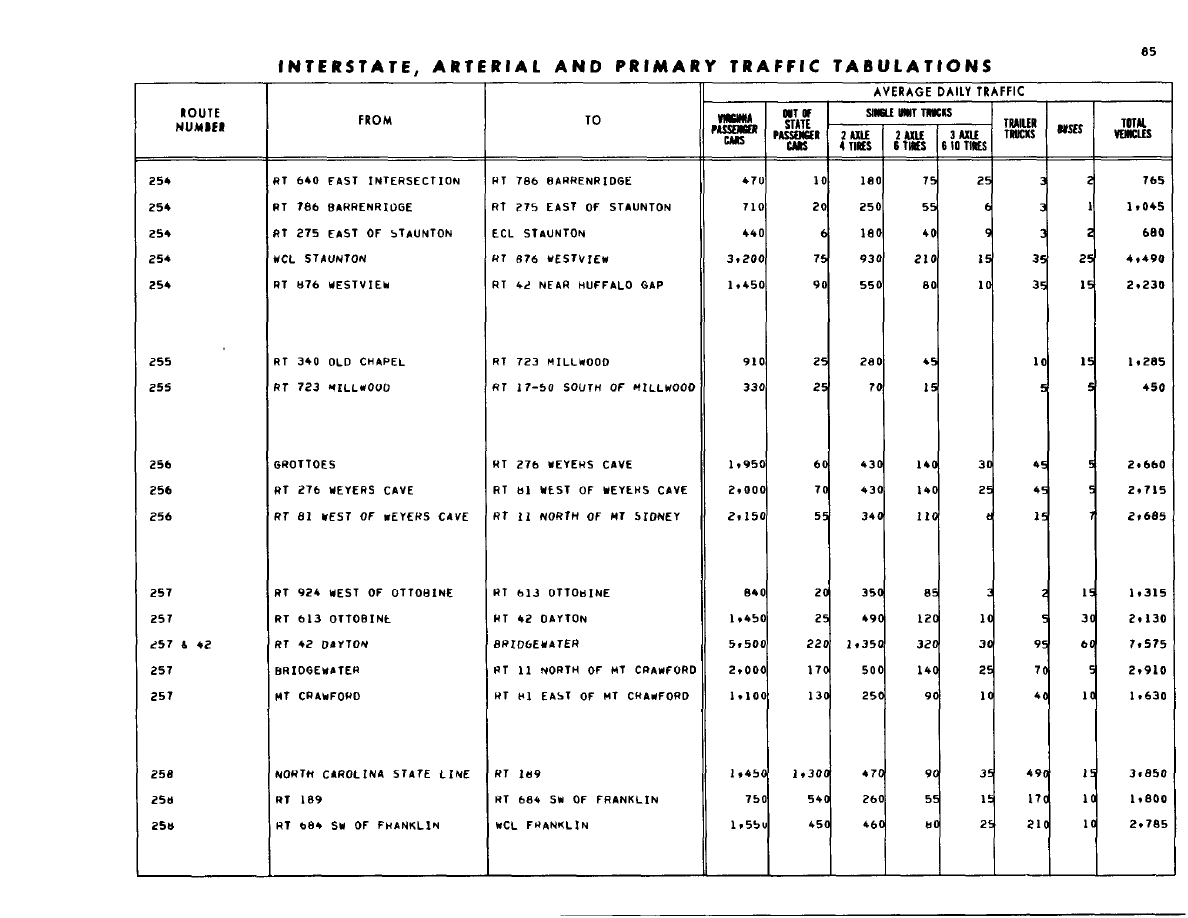 85
INTERSTATE, ARTERIAL AND PRIMARY TRAFFIC TABULATIONS
ROUTE NUMBER FROM TO AVERAGE DAILY TRAFFIC
VIRGINIA PASSENGER CARS OUT OF STATE PASSENGER CARS SINGLE UNIT TRUCKS 2 AXLE 4 TIRES 2 AXLE 6 TIRES 3 AXLE 6 10 TIRES TRAILER TRUCKS BUSES TOTAL VEHICLES
254 RT 640 EAST INTERSECTION RT 786 BARRENRIDGE 470 10 180 75 25 3 2 765
254 RT 786 BARRENRIDGE RT 275 EAST OF STAUNTON 710 20 250 55 6 3 1 1,045
254 RT 275 EAST OF STAUNTON ECL STAUNTON 440 6 180 40 9 3 2 680
254 WCL STAUNTON RT 876 WESTVIEW 3,200 75 930 210 15 35 25 4,490
254 RT 876 WESTVIEW RT 42 NEAR BUFFALO GAP 1,450 90 550 80 10 35 15 2,230
255 RT 340 OLD CHAPEL RT 723 MILLWOOD 910 25 280 45 10 15 1,285
255 RT 723 MILLWOOD RT 17-50 SOUTH OF MILLWOOD 330 25 70 15 5 5 450
256 GROTTOES RT 276 WEYERS CAVE 1,950 60 430 140 30 45 5 2,660
256 RT 276 WEYERS CAVE RT 81 WEST OF WEYERS CAVE 2,000 70 430 140 25 45 5 2,715
256 RT 81 WEST OF WEYERS CAVE RT 11 NORTH OF MT SIDNEY 2,150 55 340 110 8 15 7 2,685
257 RT 924 WEST OF OTTOBINE RT 613 OTTOBINE 840 20 350 85 3 2 15 1,315
257 RT 613 OTTOBINE RT 42 DAYTON 1,450 25 490 120 10 5 30 2,130
257 & 42 RT 42 DAYTON BRIDGEWATER 5,500 220 1,350 320 30 95 60 7,575
257 BRIDGEWATER RT 11 NORTH OF MT CRAWFORD 2,000 170 500 140 25 70 5 2,910
257 MT CRAWFORD RT 81 EAST OF MT CRAWFORD 1,100 130 250 90 10 40 10 1,630
258 NORTH CAROLINA STATE LINE RT 189 1,450 1,300 470 90 35 490 15 3,850
258 RT 189 RT 684 SW OF FRANKLIN 750 540 260 55 15 170 10 1,800
258 RT 684 SW OF FRANKLIN WCL FRANKLIN 1,550 450 460 80 25 210 10 2,785